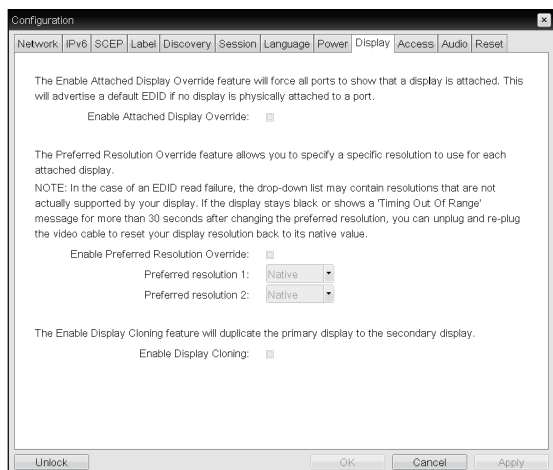 Configuration
Network IPv6 SCEP Label Discovery Session Language Power Display Access Audio Reset
The Enable Attached Display Override feature will force all ports to show that a display is attached. This
will advertise a default EDID if no display is physically attached to a port.
Enable Attached Display Override:
The Preferred Resolution Override feature allows you to specify a specific resolution to use for each
attached display.
NOTE: In the case of an EDID read failure, the drop-down list may contain resolutions that are not
actually supported by your display. If the display stays black or shows a 'Timing Out Of Range'
message for more than 30 seconds after changing the preferred resolution, you can unplug and re-plug
the video cable to reset your display resolution back to its native value.
Enable Preferred Resolution Override:
Preferred resolution 1: Native
Preferred resolution 2: Native
The Enable Display Cloning feature will duplicate the primary display to the secondary display.
Enable Display Cloning:
Unlock OK Cancel Apply